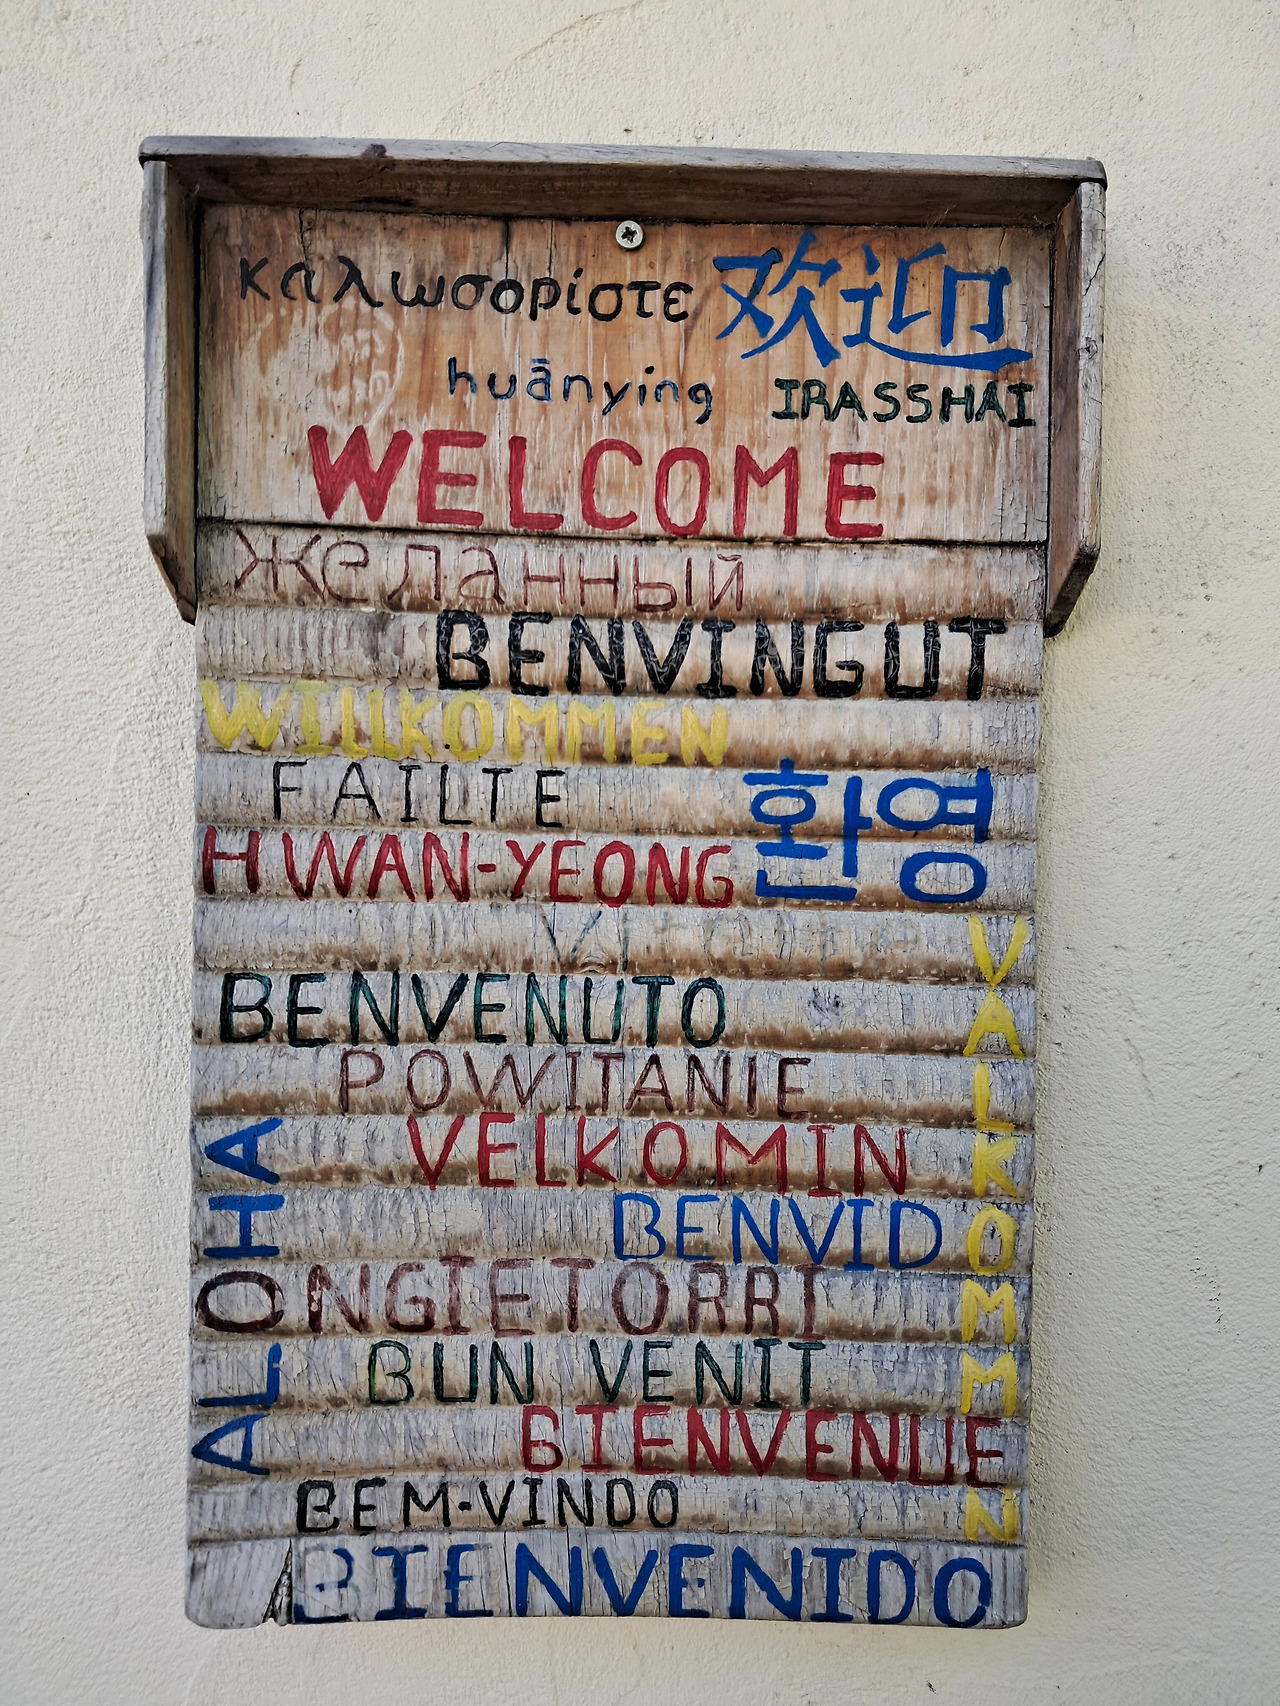 καλωσορίστε 欢迎
huānying IRASSHAI
WELCOME
желанный
BENVINGUT
WILLKOMMEN
FAILTE 환영
HWAN-YEONG
BENVENUTO
POWITANIE
VELKOMIN
BENVID
ONGIETORRI
BUN VENIT
BIENVENUE
BEM-VINDO
BIENVENIDO
ALOHA
VALKOMMEN